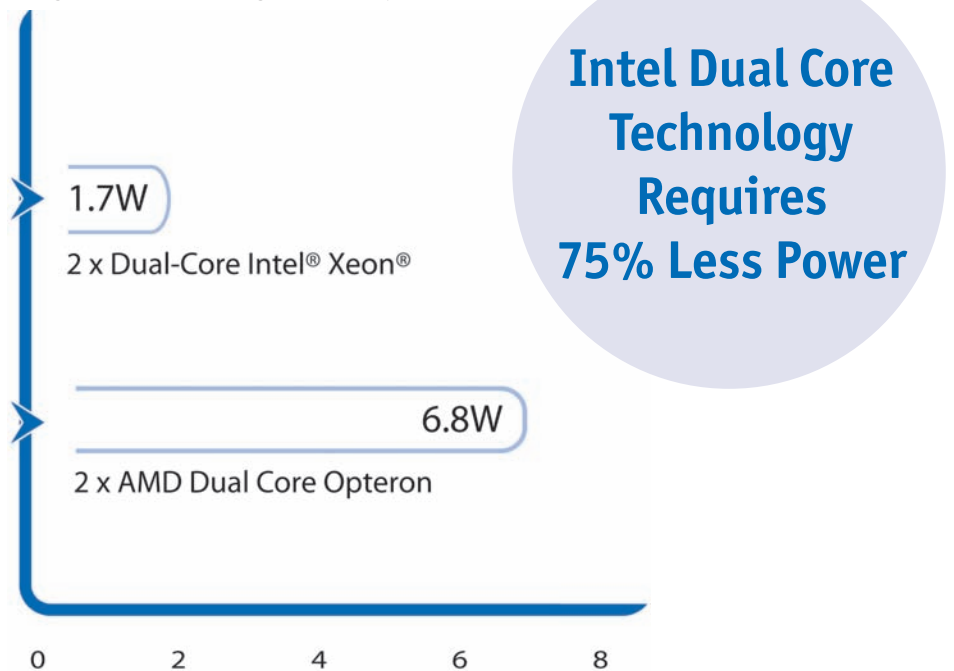 Intel Dual Core
Technology
Requires
75% Less Power
1.7W
2 x Dual-Core Intel® Xeon®
6.8W
2 x AMD Dual Core Opteron
0 2 4 6 8